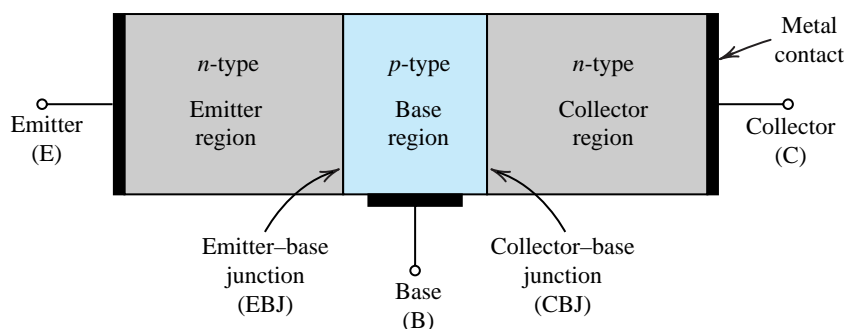 n-type
Emitter
region
p-type
Base
region
n-type
Collector
region
Metal
contact
Emitter
(E)
Collector
(C)
Emitter–base
junction
(EBJ)
Base
(B)
Collector–base
junction
(CBJ)